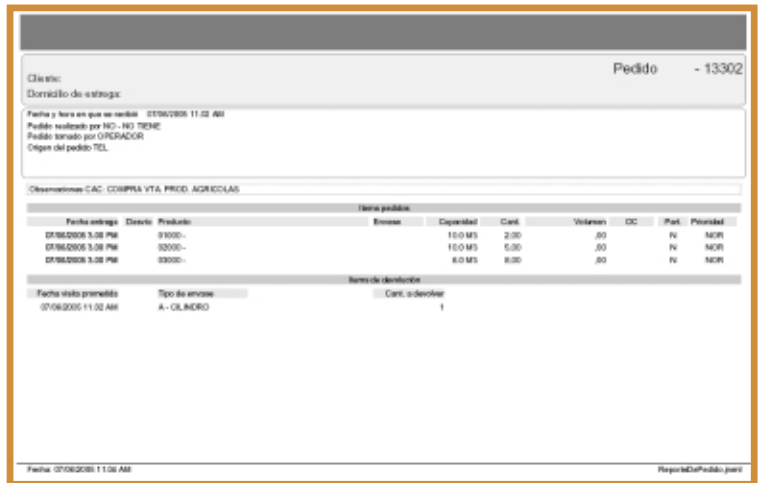 Pedido - 13302
Cliente:
Domicilio de entrega:
Fecha y hora en que se recibió 07/06/2005 11:02 AM
Pedido realizado por NO - NO TIENE
Pedido tomado por OPERADOR
Origen del pedido TEL
Observaciones CAC: COMPRA VTA. PROD. AGRICOLAS
Items pedidos
Fecha entrega Desvío Producto Envase Capacidad Cant. Volumen OC Part. Prioridad
07/06/2005 3:00 PM 01000 - 10.0 M3 2,00 ,00 N NOR
07/06/2005 3:00 PM 02000 - 10.0 M3 5,00 ,00 N NOR
07/06/2005 3:00 PM 03000 - 6.0 M3 8,00 ,00 N NOR
Items de devolución
Fecha visita prometida Tipo de envase Cant. a devolver
07/06/2005 11:02 AM A - CILINDRO 1
Fecha: 07/06/2005 11:06 AM ReporteDePedido.jsont